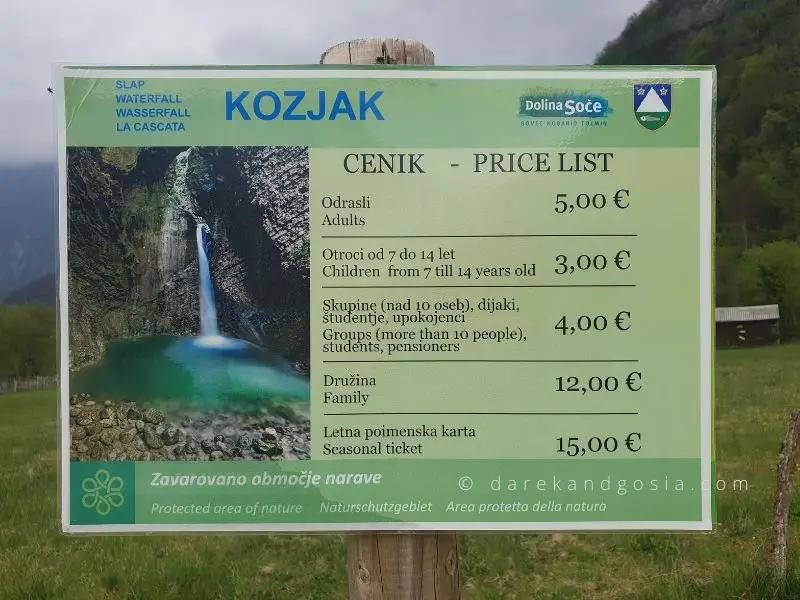 SLAP
WATERFALL
WASSERFALL
LA CASCATA
KOZJAK
Dolina Soče
BOVEC KOBARID TOLMIN
CENIK - PRICE LIST
Odrasli
Adults
5,00 €
Otroci od 7 do 14 let
Children from 7 till 14 years old
3,00 €
Skupine (nad 10 oseb), dijaki,
študentje, upokojenci
Groups (more than 10 people),
students, pensioners
4,00 €
Družina
Family
12,00 €
Letna poimenska karta
Seasonal ticket
15,00 €
Zavarovano območje narave
© darekandgosia.com
Protected area of nature Naturschutzgebiet Area protetta della natura